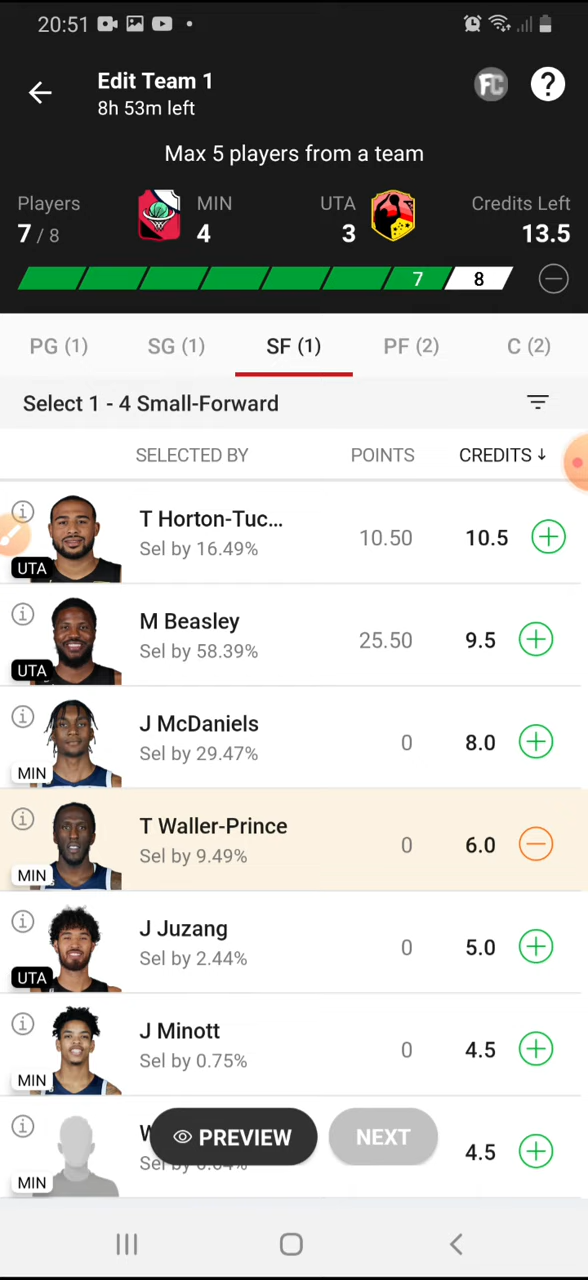 20:51
Edit Team 1
8h 53m left
FC
?
Max 5 players from a team
Players
7 / 8
MIN
4
UTA
3
Credits Left
13.5
7
8
PG (1)
SG (1)
SF (1)
PF (2)
C (2)
Select 1 - 4 Small-Forward
SELECTED BY
POINTS
CREDITS ↓
T Horton-Tuc...
Sel by 16.49%
10.50
10.5
UTA
M Beasley
Sel by 58.39%
25.50
9.5
UTA
J McDaniels
Sel by 29.47%
0
8.0
MIN
T Waller-Prince
Sel by 9.49%
0
6.0
MIN
J Juzang
Sel by 2.44%
0
5.0
UTA
J Minott
Sel by 0.75%
0
4.5
MIN
PREVIEW
NEXT
4.5
MIN